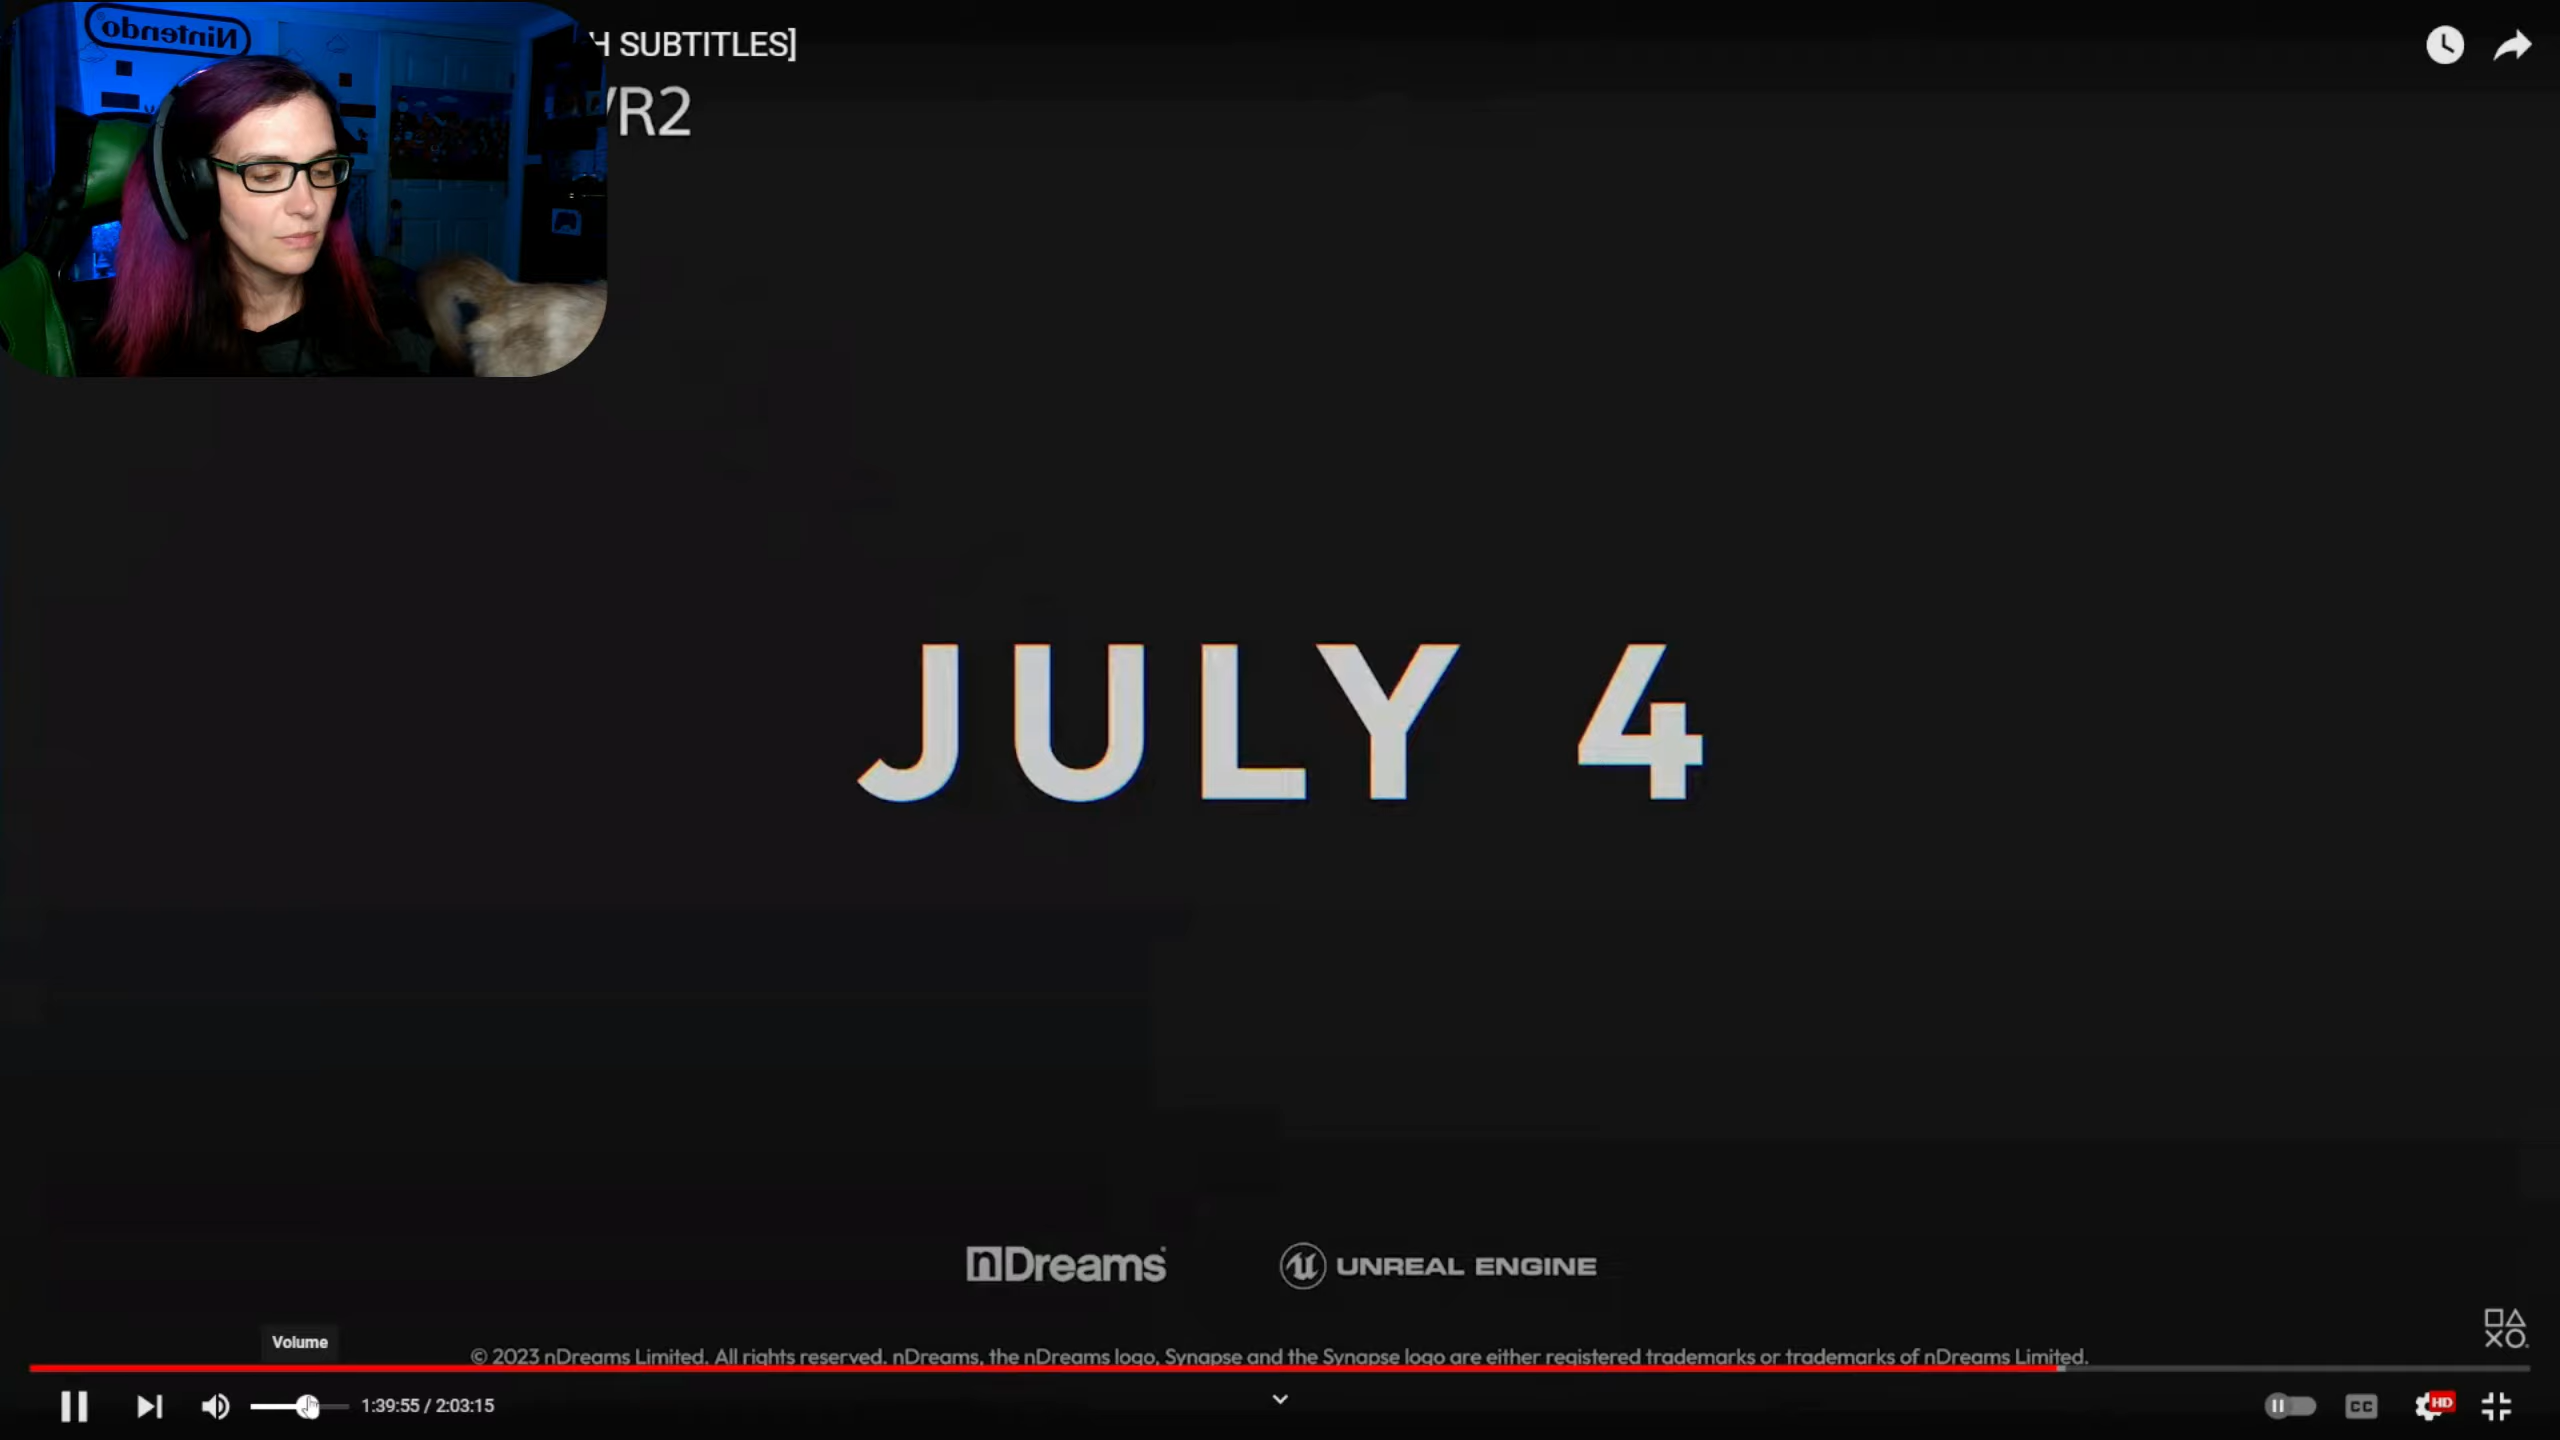 Nintendo
H SUBTITLES]
VR2
JULY 4
nDreams
UNREAL ENGINE
Volume
© 2023 nDreams Limited. All rights reserved. nDreams, the nDreams logo, Synapse and the Synapse logo are either registered trademarks or trademarks of nDreams Limited.
1:39:55 / 2:03:15
CC
HD